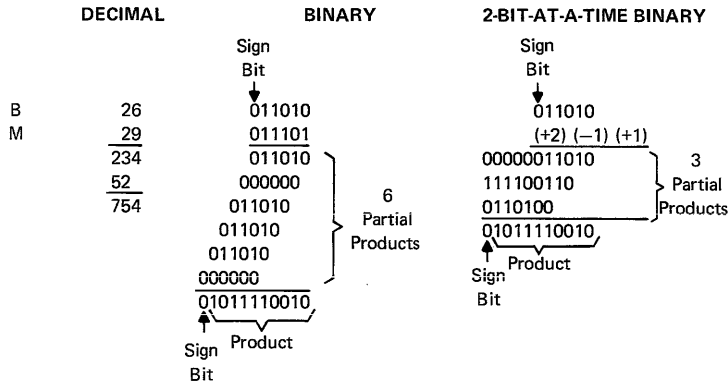 DECIMAL BINARY 2-BIT-AT-A-TIME BINARY
Sign Bit
Sign Bit
B 26 011010 011010
M 29 011101 (+2) (−1) (+1)
234 011010 00000011010
52 000000 111100110
754 011010 0110100
011010 01011110010
011010
000000
01011110010
6 Partial Products
3 Partial Products
Sign Bit
Product
Sign Bit
Product